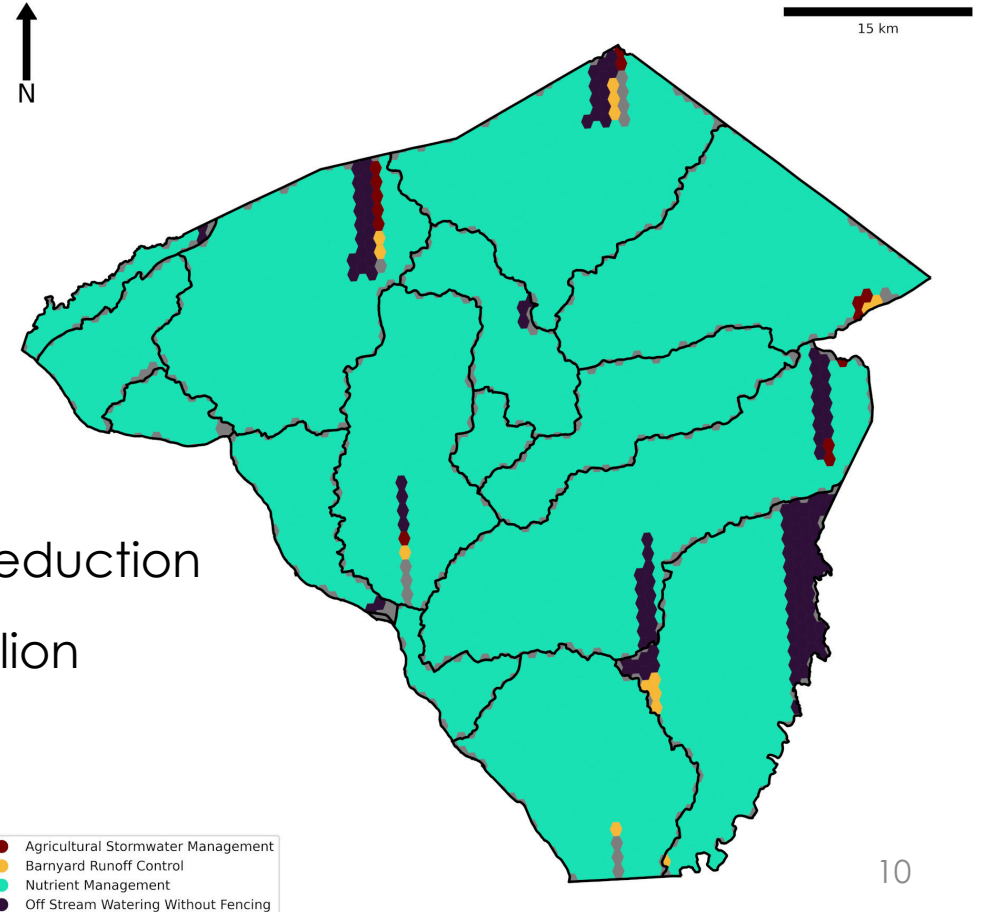 N
15 km
eduction
lion
Agricultural Stormwater Management
Barnyard Runoff Control
Nutrient Management
Off Stream Watering Without Fencing
10